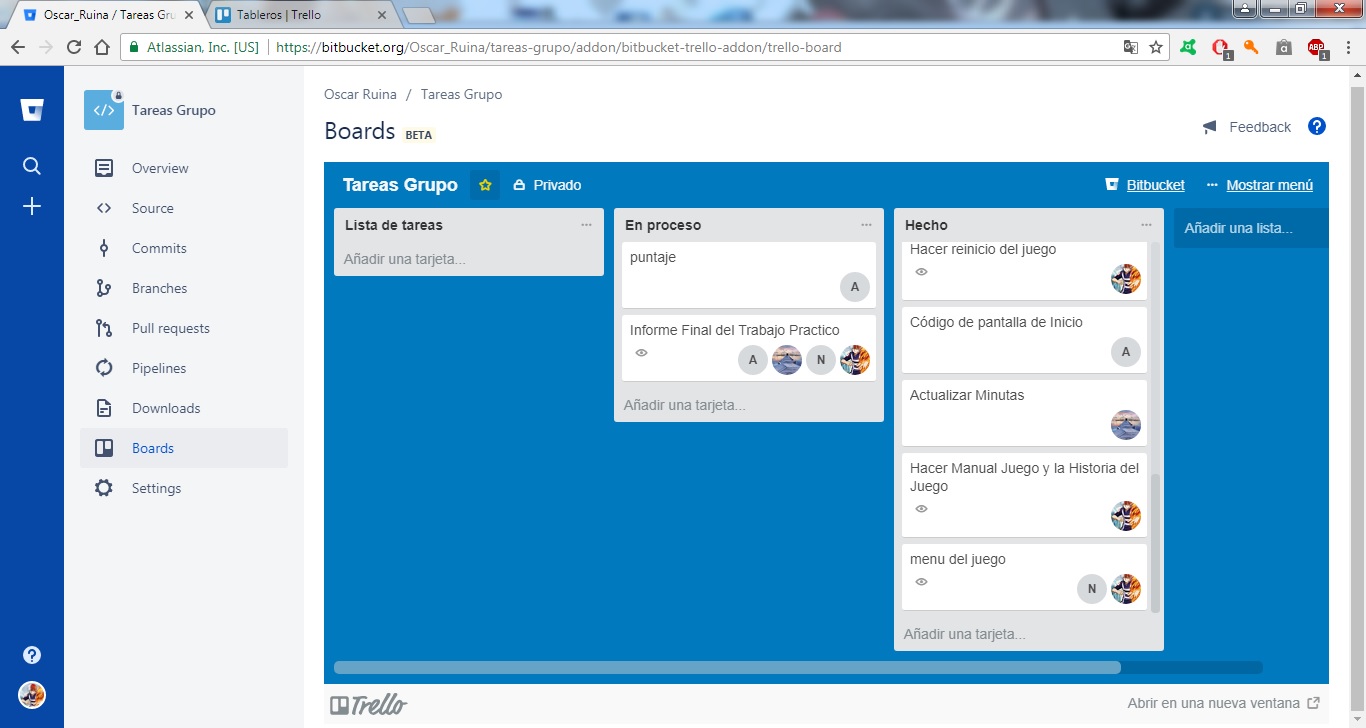 Oscar_Ruina / Tareas Gru
Tableros | Trello
Atlassian, Inc. [US]
https://bitbucket.org/Oscar_Ruina/tareas-grupo/addon/bitbucket-trello-addon/trello-board
1
a
ABP
1
Tareas Grupo
Overview
Source
Commits
Branches
Pull requests
Pipelines
Downloads
Boards
Settings
Oscar Ruina / Tareas Grupo
Boards BETA
Feedback
Tareas Grupo
Privado
Bitbucket
··· Mostrar menú
Lista de tareas ···
Añadir una tarjeta...
En proceso ···
puntaje
A
Informe Final del Trabajo Practico
A
N
Añadir una tarjeta...
Hecho ···
Hacer reinicio del juego
Código de pantalla de Inicio
A
Actualizar Minutas
Hacer Manual Juego y la Historia del
Juego
menu del juego
N
Añadir una tarjeta...
Añadir una lista...
Trello
Abrir en una nueva ventana